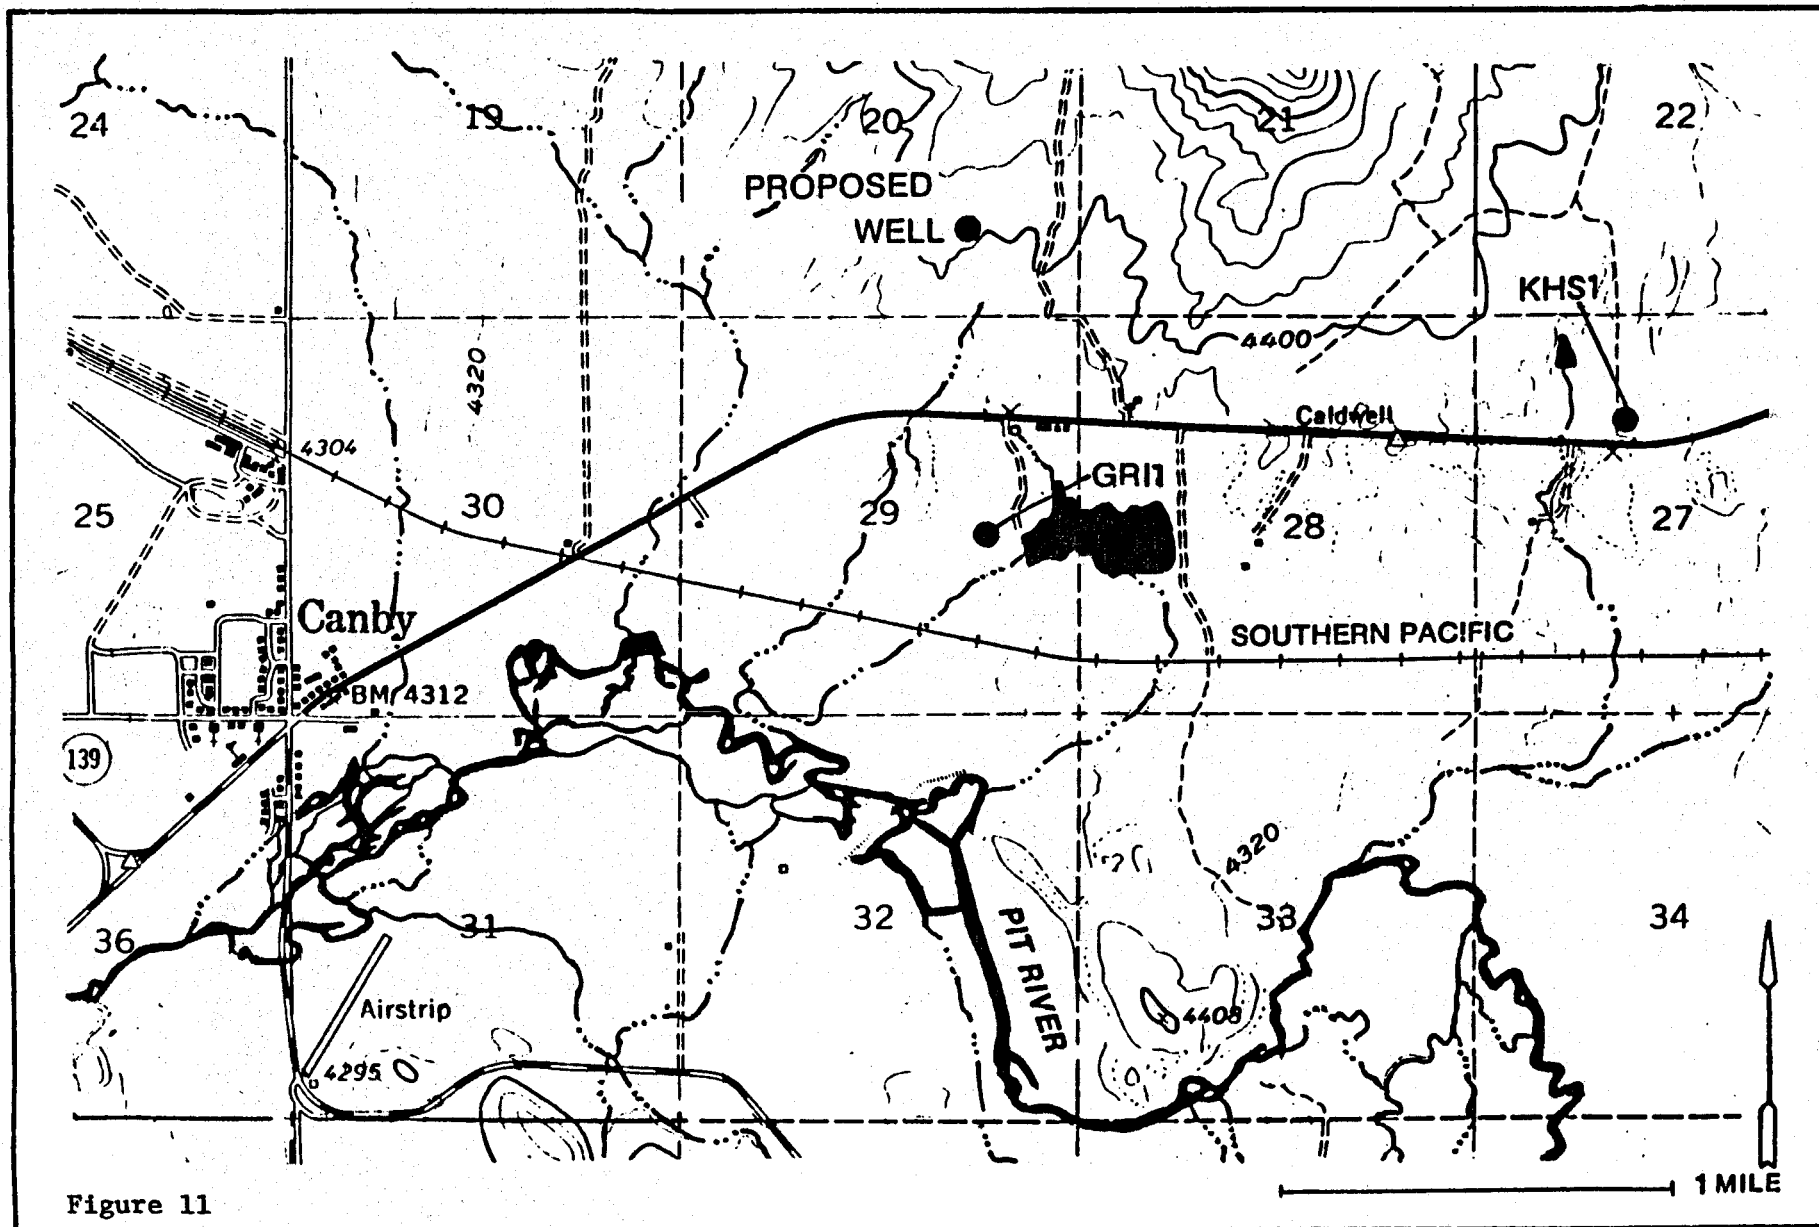 24
19
20
21
22
PROPOSED
WELL
KHS1
4400
4320
Caldwell
4304
GRI1
25
30
29
28
27
Canby
SOUTHERN PACIFIC
BM 4312
139
4320
36
31
32
33
34
PIT RIVER
Airstrip
4408
4295
1 MILE
Figure 11